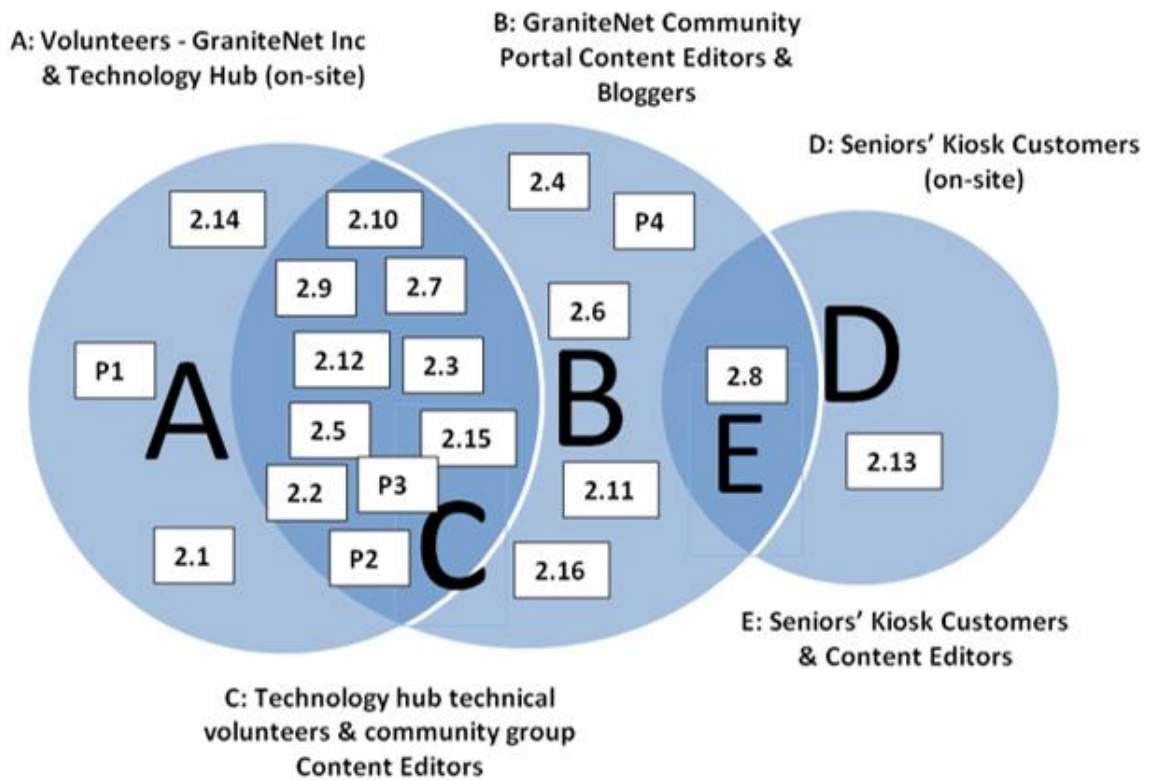 A: Volunteers - GraniteNet Inc
& Technology Hub (on-site)
B: GraniteNet Community
Portal Content Editors &
Bloggers
D: Seniors' Kiosk Customers
(on-site)
2.14
2.10
2.4
P4
2.9
2.7
2.6
P1
2.12
2.3
2.8
A
B
D
E
2.5
2.15
2.13
2.2
P3
2.11
C
2.1
P2
2.16
E: Seniors' Kiosk Customers
& Content Editors
C: Technology hub technical
volunteers & community group
Content Editors